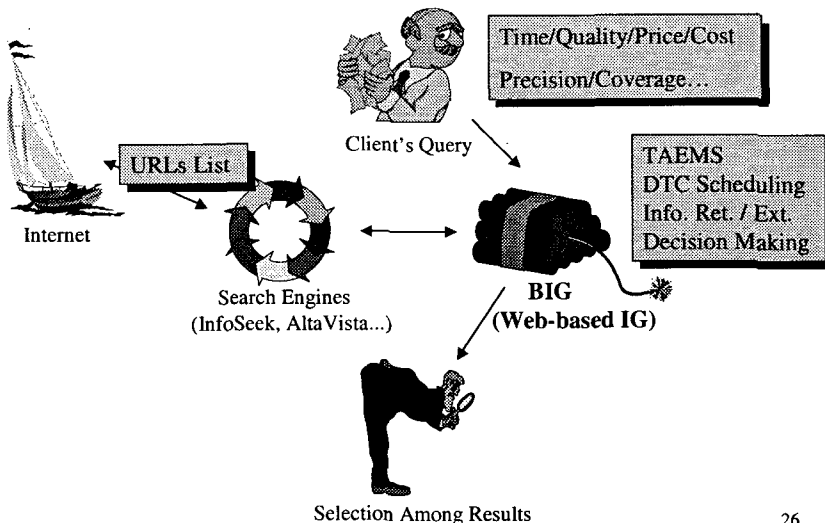 Time/Quality/Price/Cost
Precision/Coverage...
Client's Query
URLs List
TAEMS
DTC Scheduling
Info. Ret. / Ext.
Decision Making
Internet
Search Engines
(InfoSeek, AltaVista...)
BIG
(Web-based IG)
Selection Among Results
26